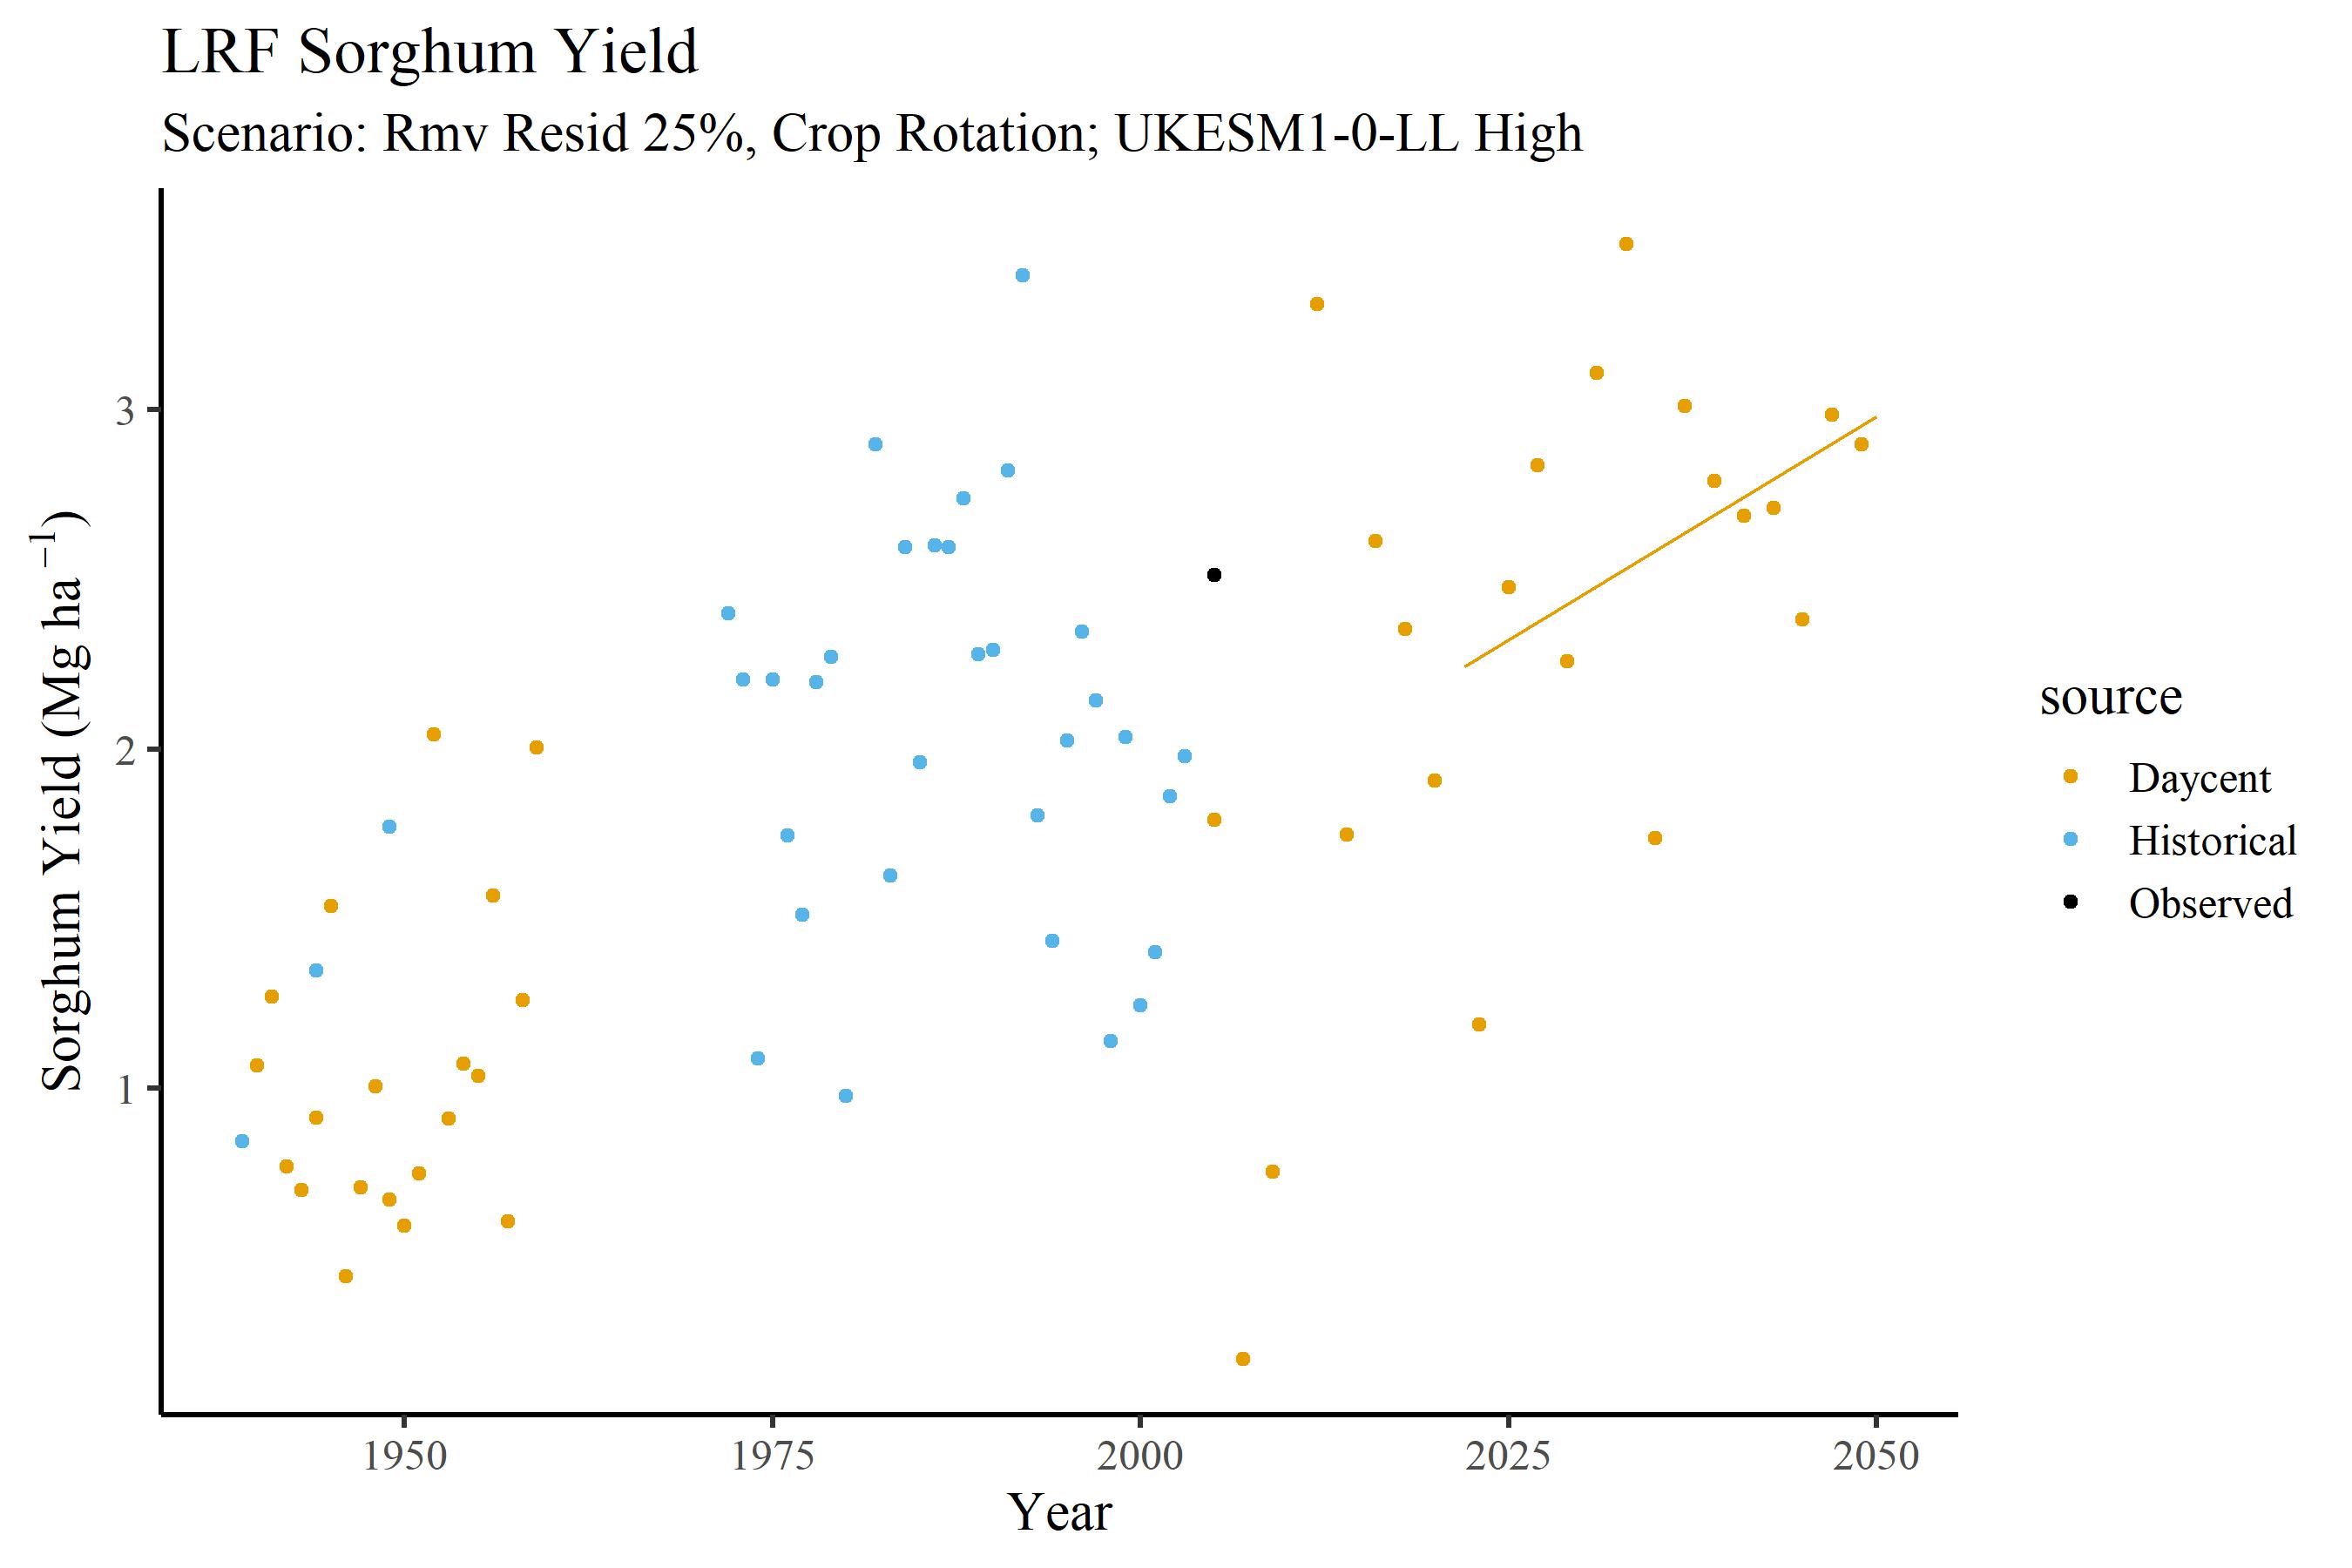 LRF Sorghum Yield
Scenario: Rmv Resid 25%, Crop Rotation; UKESM1-0-LL High
Sorghum Yield (Mg ha⁻¹)
3
2
1
1950
1975
2000
2025
2050
Year
source
Daycent
Historical
Observed